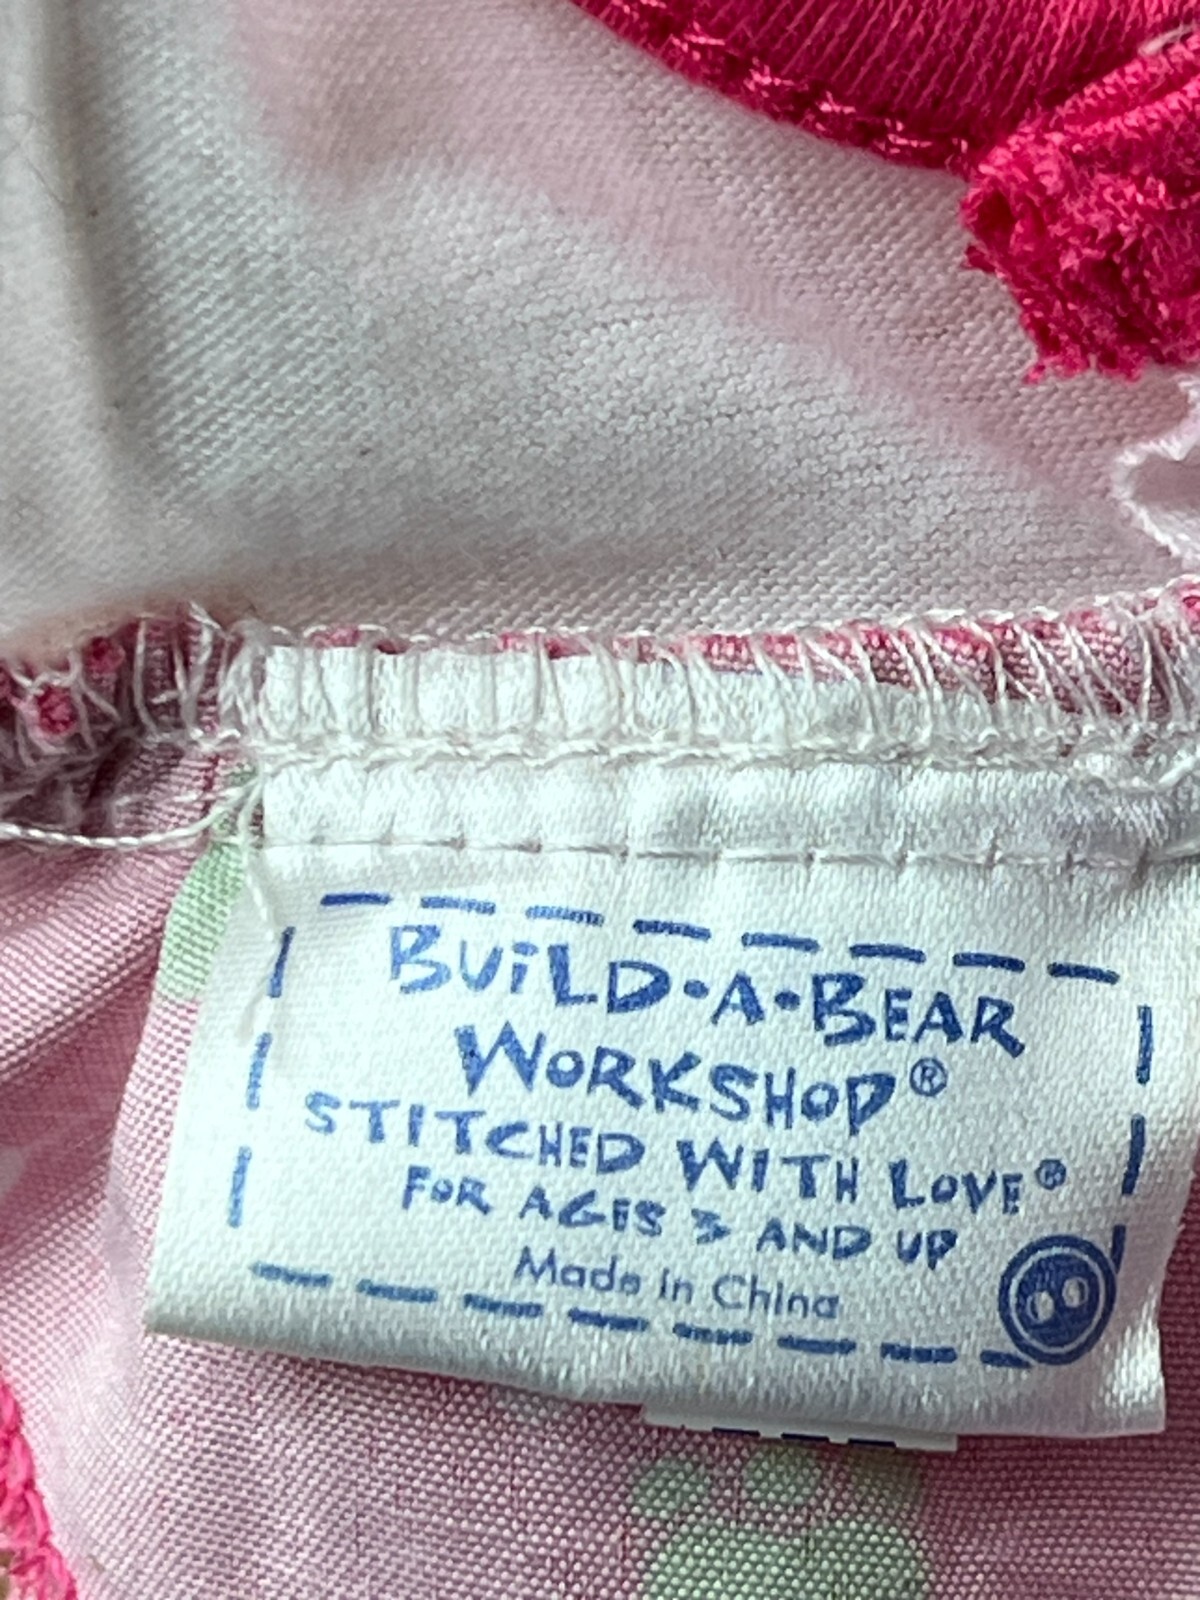 BUiLD•A•BEAR
WORKSHOP®
STITCHED WITH LOVE®
FOR AGES 3 AND UP
Made in China